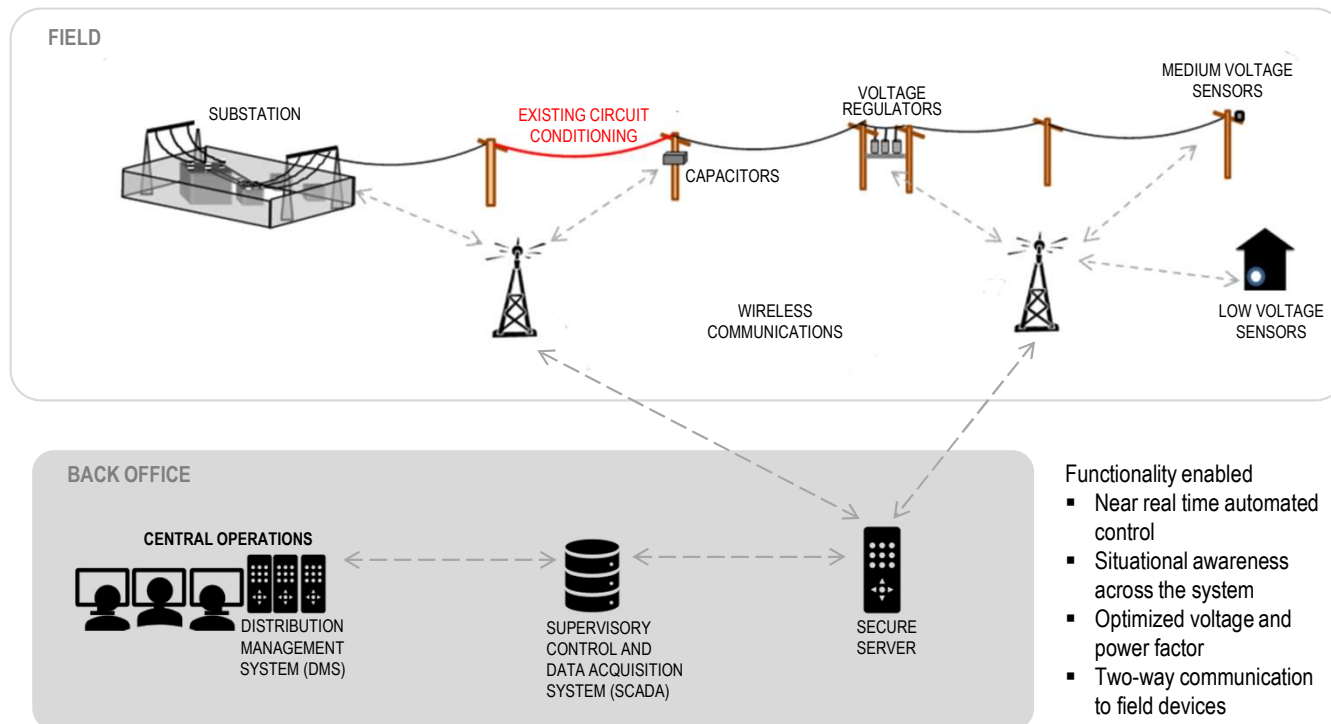 FIELD
SUBSTATION
EXISTING CIRCUIT
CONDITIONING
CAPACITORS
VOLTAGE
REGULATORS
MEDIUM VOLTAGE
SENSORS
WIRELESS
COMMUNICATIONS
LOW VOLTAGE
SENSORS
BACK OFFICE
CENTRAL OPERATIONS
DISTRIBUTION
MANAGEMENT
SYSTEM (DMS)
SUPERVISORY
CONTROL AND
DATA ACQUISITION
SYSTEM (SCADA)
SECURE
SERVER
Functionality enabled
▪ Near real time automated
control
▪ Situational awareness
across the system
▪ Optimized voltage and
power factor
▪ Two-way communication
to field devices